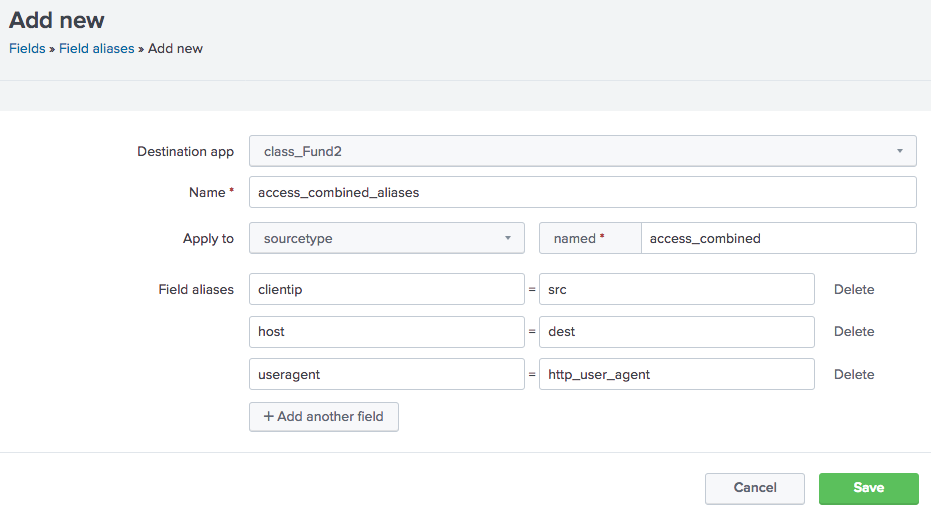 Add new
Fields » Field aliases » Add new
Destination app class_Fund2
Name * access_combined_aliases
Apply to sourcetype named * access_combined
Field aliases clientip = src Delete
host = dest Delete
useragent = http_user_agent Delete
+ Add another field
Cancel Save